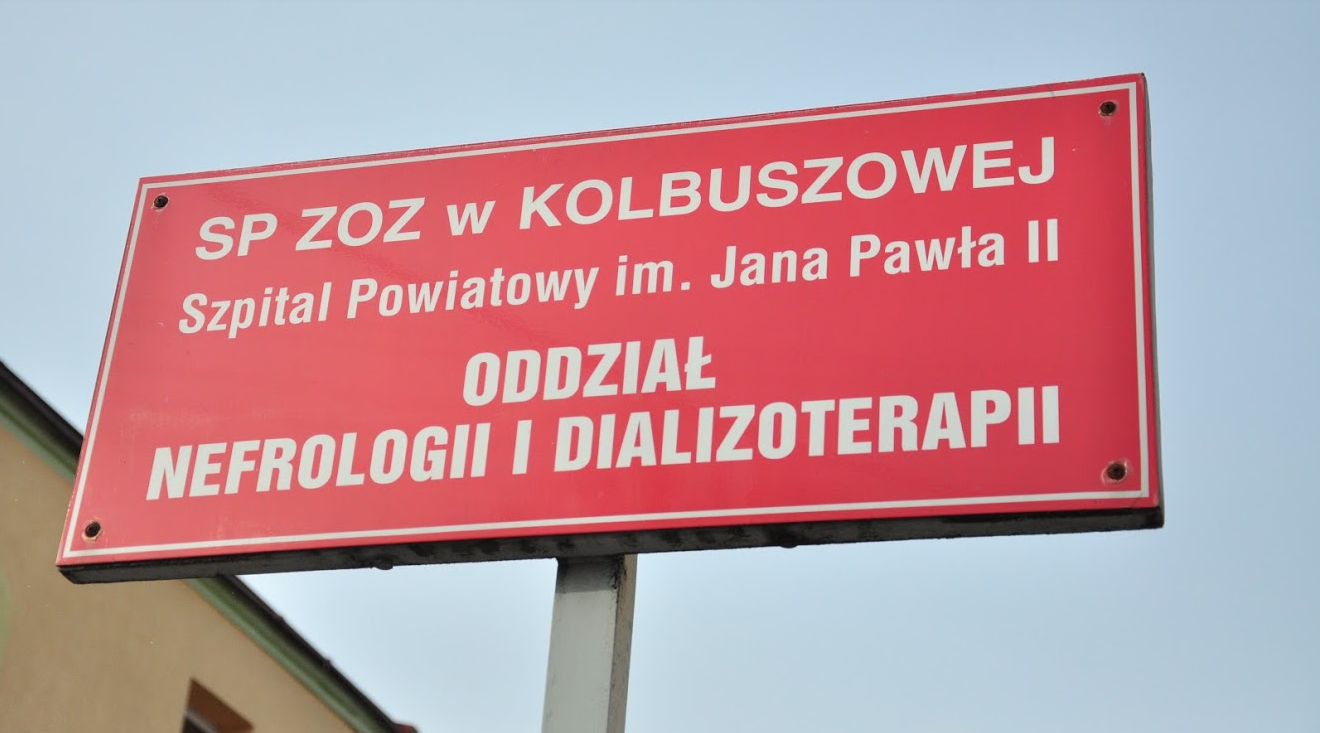 SP ZOZ w KOLBUSZOWEJ
Szpital Powiatowy im. Jana Pawła II
ODDZIAŁ
NEFROLOGII I DIALIZOTERAPII